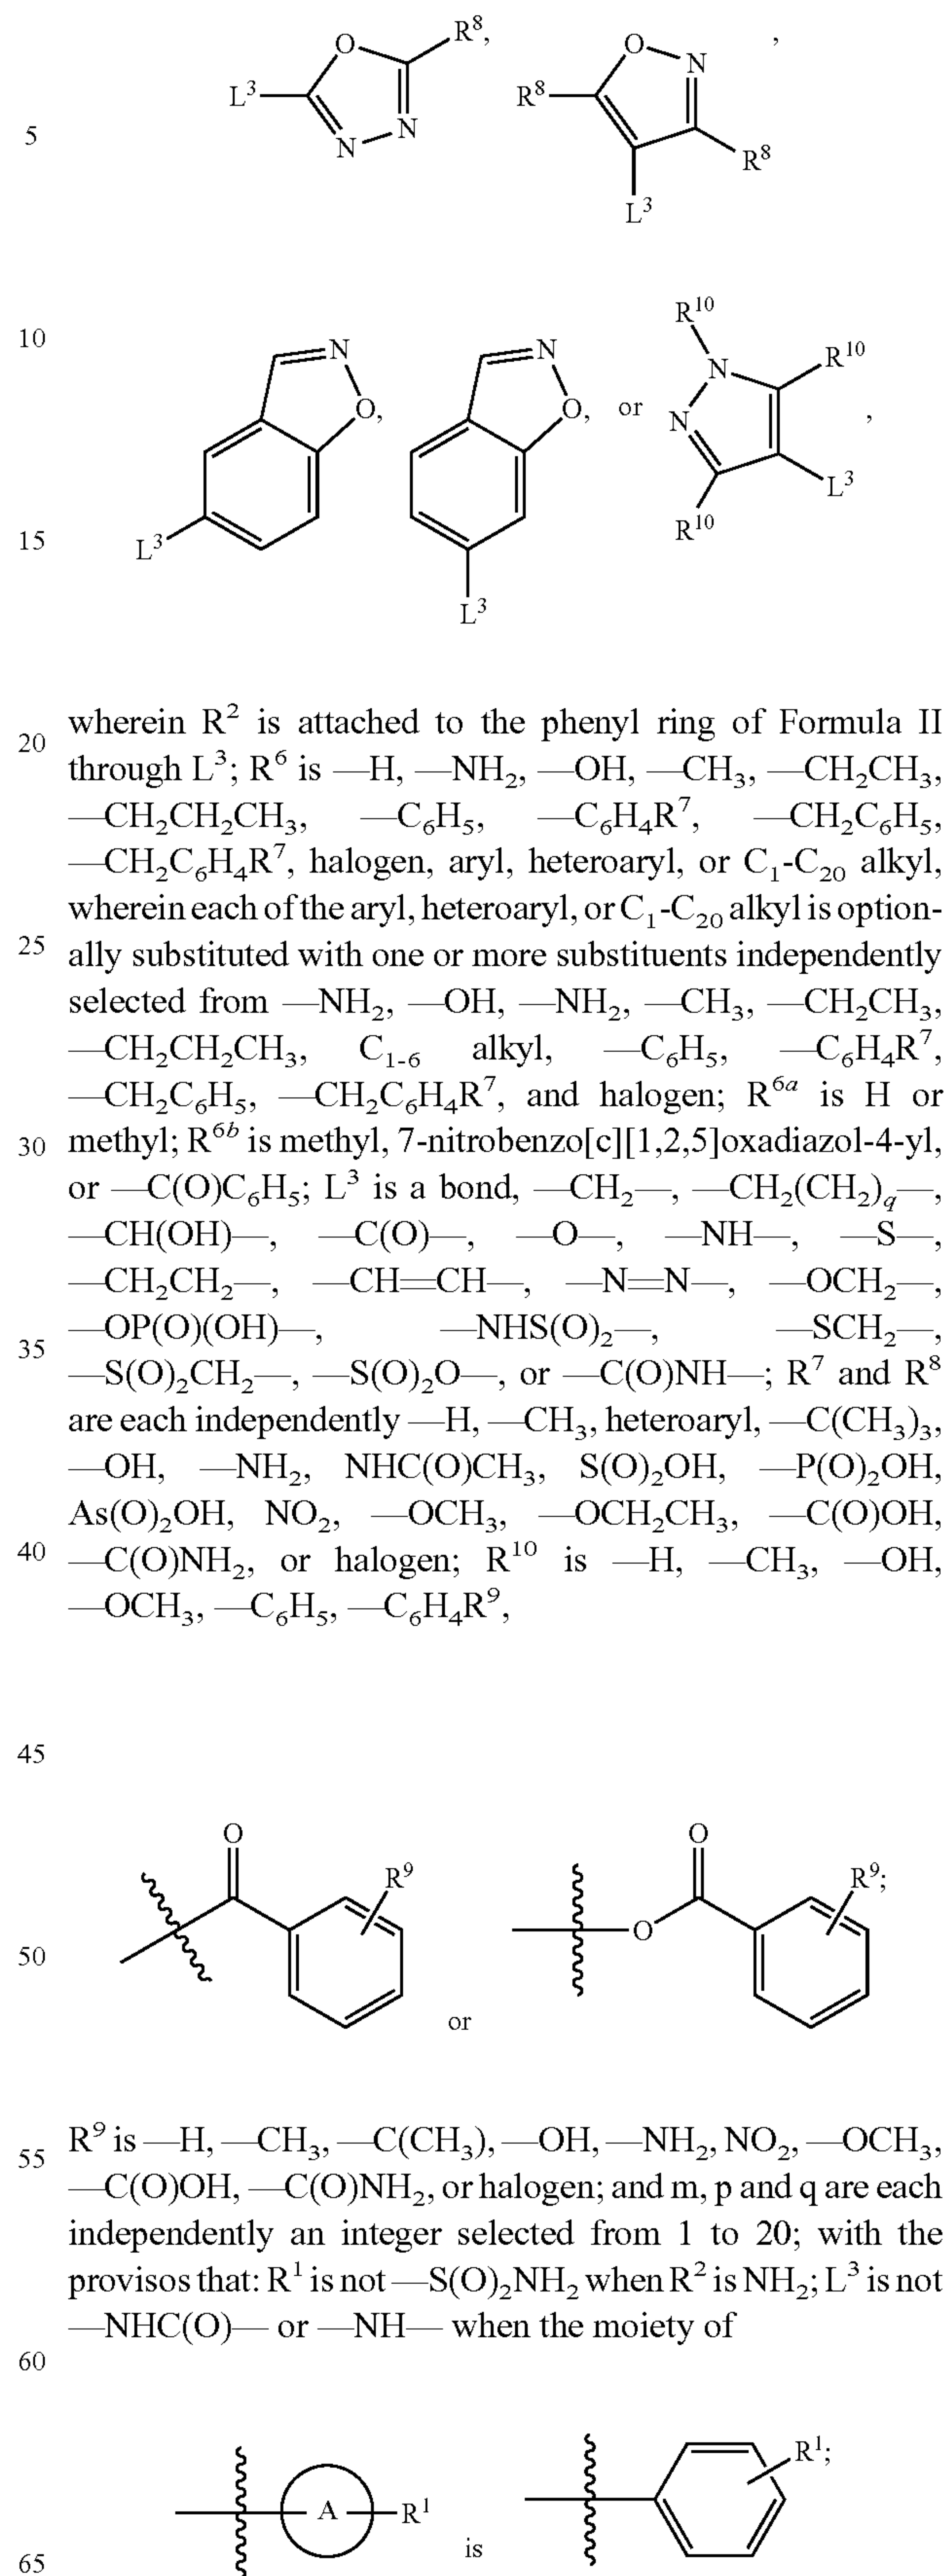 O R⁸, O N ,
L³ R⁸
5 N N R⁸
L³
R¹⁰
10 N N N R¹⁰
O, O, or N ,
L³
R¹⁰
15 L³
L³
20 wherein R² is attached to the phenyl ring of Formula II
through L³; R⁶ is —H, —NH₂, —OH, —CH₃, —CH₂CH₃,
—CH₂CH₂CH₃, —C₆H₅, —C₆H₄R⁷, —CH₂C₆H₅,
—CH₂C₆H₄R⁷, halogen, aryl, heteroaryl, or C₁-C₂₀ alkyl,
wherein each of the aryl, heteroaryl, or C₁-C₂₀ alkyl is option-
25 ally substituted with one or more substituents independently
selected from —NH₂, —OH, —NH₂, —CH₃, —CH₂CH₃,
—CH₂CH₂CH₃, C₁₋₆ alkyl, —C₆H₅, —C₆H₄R⁷,
—CH₂C₆H₅, —CH₂C₆H₄R⁷, and halogen; R⁶ᵃ is H or
30 methyl; R⁶ᵇ is methyl, 7-nitrobenzo[c][1,2,5]oxadiazol-4-yl,
or —C(O)C₆H₅; L³ is a bond, —CH₂—, —CH₂(CH₂)q—,
—CH(OH)—, —C(O)—, —O—, —NH—, —S—,
—CH₂CH₂—, —CH=CH—, —N=N—, —OCH₂—,
35 —OP(O)(OH)—, —NHS(O)₂—, —SCH₂—,
—S(O)₂CH₂—, —S(O)₂O—, or —C(O)NH—; R⁷ and R⁸
are each independently —H, —CH₃, heteroaryl, —C(CH₃)₃,
—OH, —NH₂, NHC(O)CH₃, S(O)₂OH, —P(O)₂OH,
As(O)₂OH, NO₂, —OCH₃, —OCH₂CH₃, —C(O)OH,
40 —C(O)NH₂, or halogen; R¹⁰ is —H, —CH₃, —OH,
—OCH₃, —C₆H₅, —C₆H₄R⁹,
45
O O
R⁹ R⁹;
50 O
or
55 R⁹ is —H, —CH₃, —C(CH₃), —OH, —NH₂, NO₂, —OCH₃,
—C(O)OH, —C(O)NH₂, or halogen; and m, p and q are each
independently an integer selected from 1 to 20; with the
provisos that: R¹ is not —S(O)₂NH₂ when R² is NH₂; L³ is not
—NHC(O)— or —NH— when the moiety of
60
R¹;
A R¹
65 is